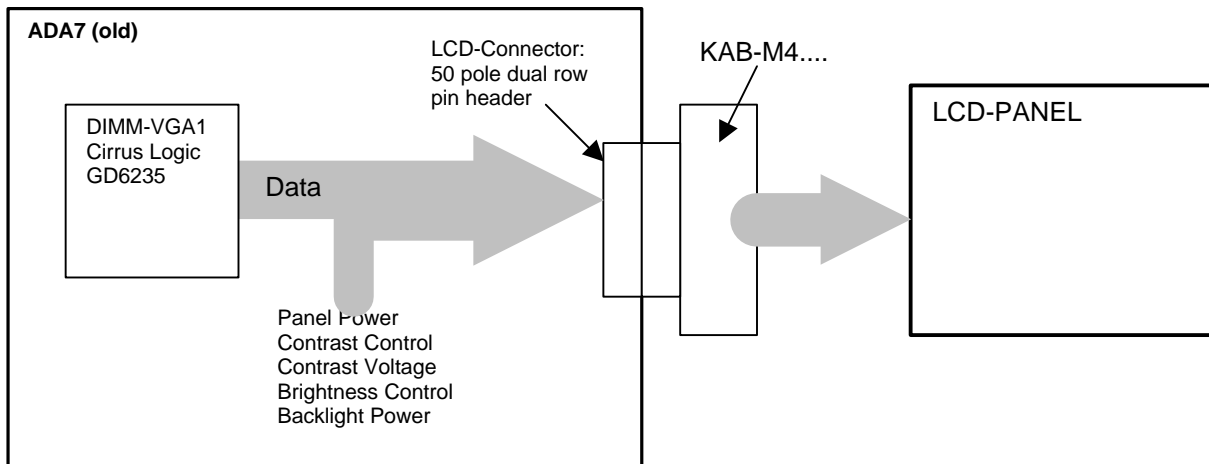 ADA7 (old)
LCD-Connector:
50 pole dual row
pin header
KAB-M4....
DIMM-VGA1
Cirrus Logic
GD6235
Data
LCD-PANEL
Panel Power
Contrast Control
Contrast Voltage
Brightness Control
Backlight Power